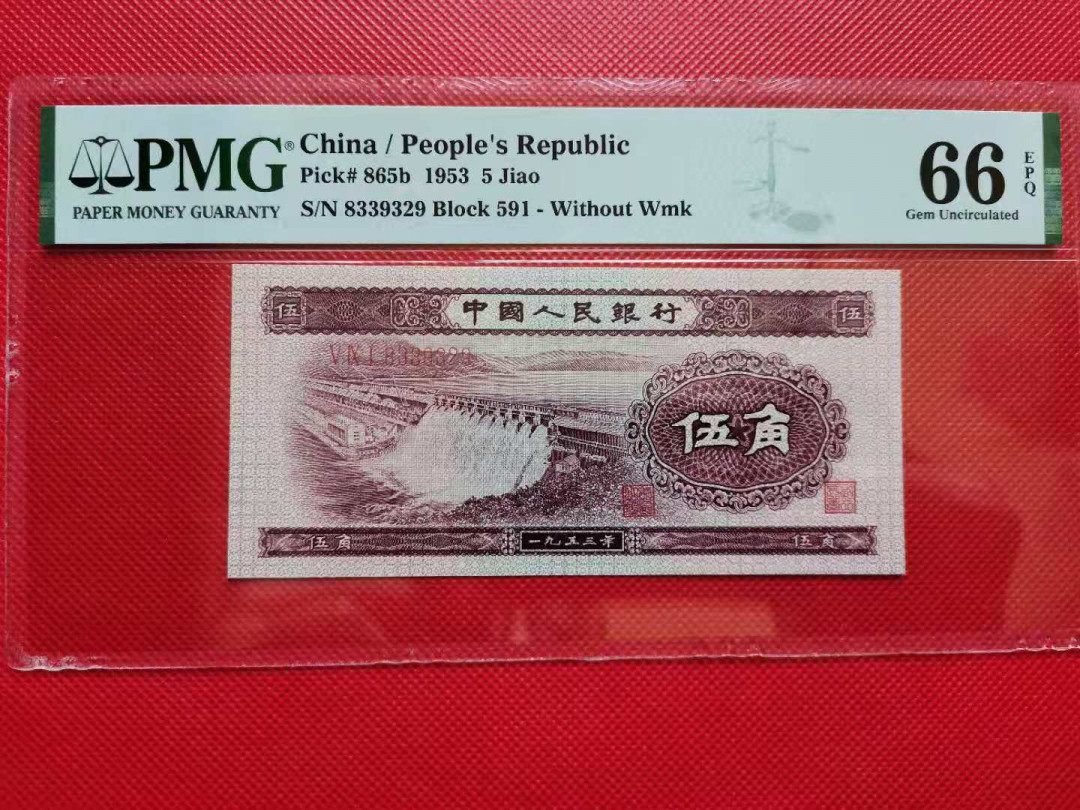 PMG®
PAPER MONEY GUARANTY
China / People's Republic
Pick# 865b 1953 5 Jiao
S/N 8339329 Block 591 - Without Wmk
66
EPQ
Gem Uncirculated
伍 中國人民銀行 伍
V IX I 8339329
伍角
伍角 一九五三年 伍角